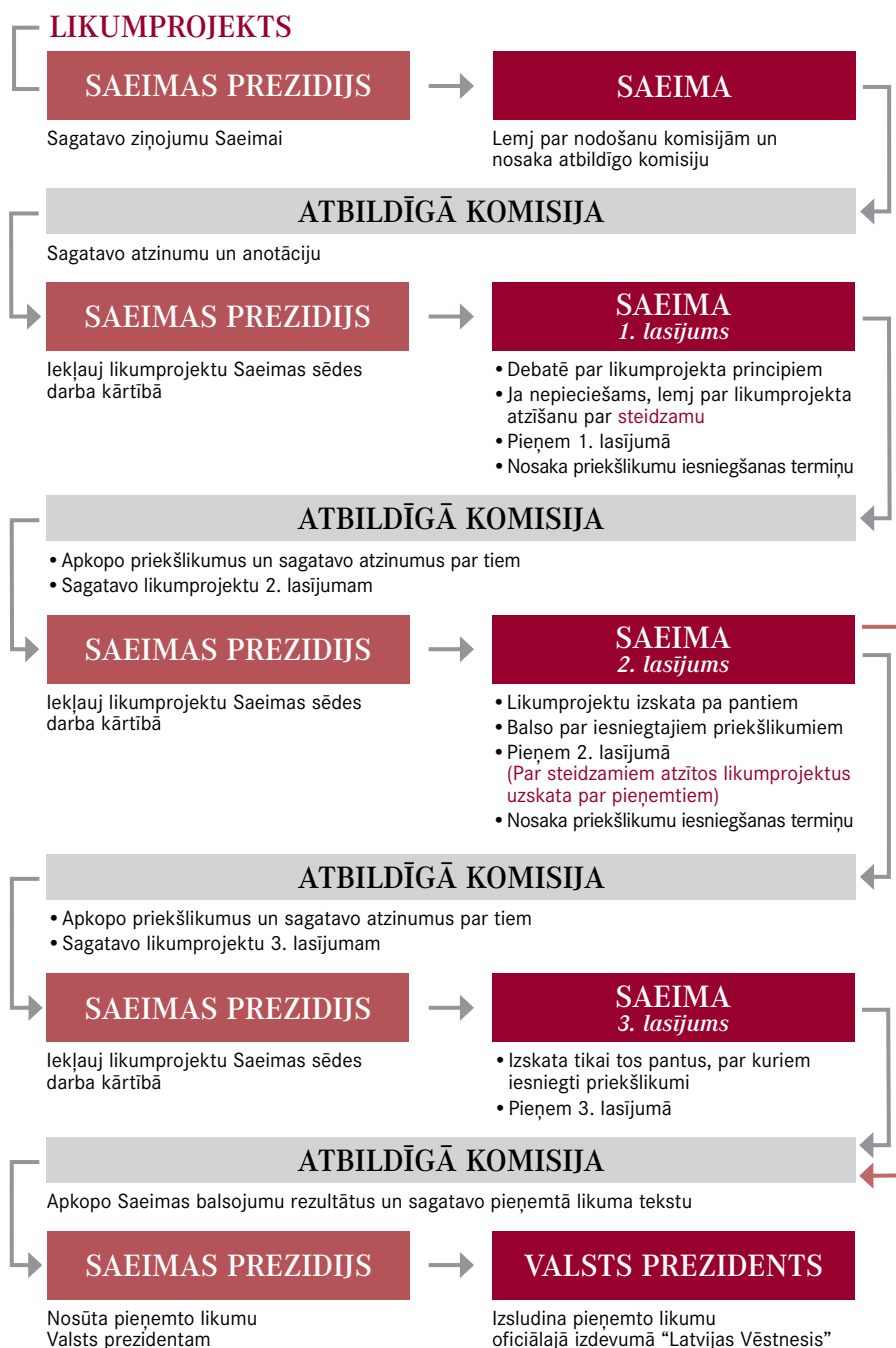 LIKUMPROJEKTS
SAEIMAS PREZIDIJS
Sagatavo ziņojumu Saeimai
SAEIMA
Lemj par nodošanu komisijām un
nosaka atbildīgo komisiju
ATBILDĪGĀ KOMISIJA
Sagatavo atzinumu un anotāciju
SAEIMAS PREZIDIJS
Iekļauj likumprojektu Saeimas sēdes
darba kārtībā
SAEIMA
1. lasījums
• Debatē par likumprojekta principiem
• Ja nepieciešams, lemj par likumprojekta
atzīšanu par steidzamu
• Pieņem 1. lasījumā
• Nosaka priekšlikumu iesniegšanas termiņu
ATBILDĪGĀ KOMISIJA
• Apkopo priekšlikumus un sagatavo atzinumus par tiem
• Sagatavo likumprojektu 2. lasījumam
SAEIMAS PREZIDIJS
Iekļauj likumprojektu Saeimas sēdes
darba kārtībā
SAEIMA
2. lasījums
• Likumprojektu izskata pa pantiem
• Balso par iesniegtajiem priekšlikumiem
• Pieņem 2. lasījumā
(Par steidzamiem atzītos likumprojektus
uzskata par pieņemtiem)
• Nosaka priekšlikumu iesniegšanas termiņu
ATBILDĪGĀ KOMISIJA
• Apkopo priekšlikumus un sagatavo atzinumus par tiem
• Sagatavo likumprojektu 3. lasījumam
SAEIMAS PREZIDIJS
Iekļauj likumprojektu Saeimas sēdes
darba kārtībā
SAEIMA
3. lasījums
• Izskata tikai tos pantus, par kuriem
iesniegti priekšlikumi
• Pieņem 3. lasījumā
ATBILDĪGĀ KOMISIJA
Apkopo Saeimas balsojumu rezultātus un sagatavo pieņemtā likuma tekstu
SAEIMAS PREZIDIJS
Nosūta pieņemto likumu
Valsts prezidentam
VALSTS PREZIDENTS
Izsludina pieņemto likumu
oficiālajā izdevumā “Latvijas Vēstnesis”